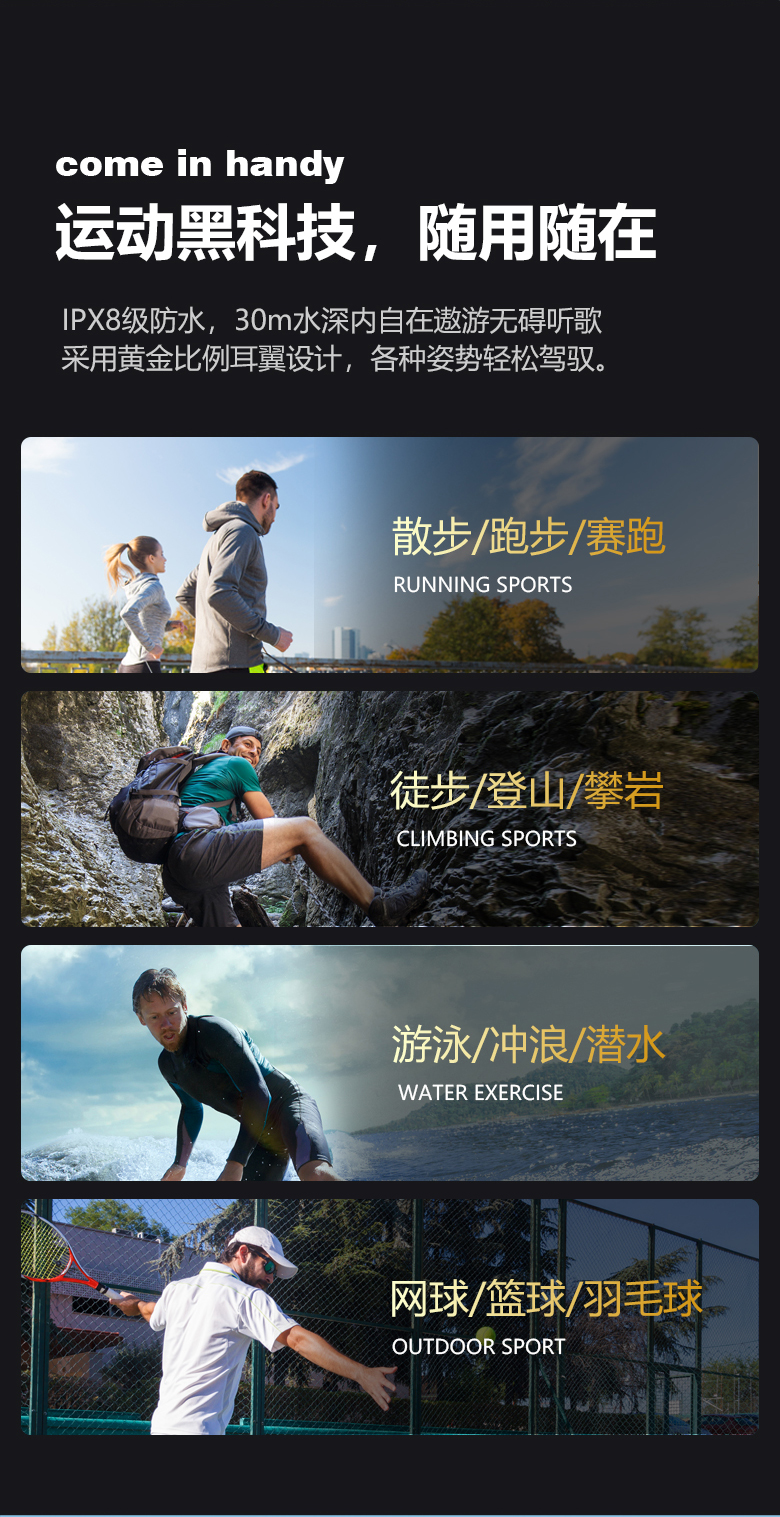 come in handy
运动黑科技，随用随在
IPX8级防水，30m水深内自在遨游无碍听歌
采用黄金比例耳翼设计，各种姿势轻松驾驭。
散步/跑步/赛跑
RUNNING SPORTS
徒步/登山/攀岩
CLIMBING SPORTS
游泳/冲浪/潜水
WATER EXERCISE
网球/篮球/羽毛球
OUTDOOR SPORT